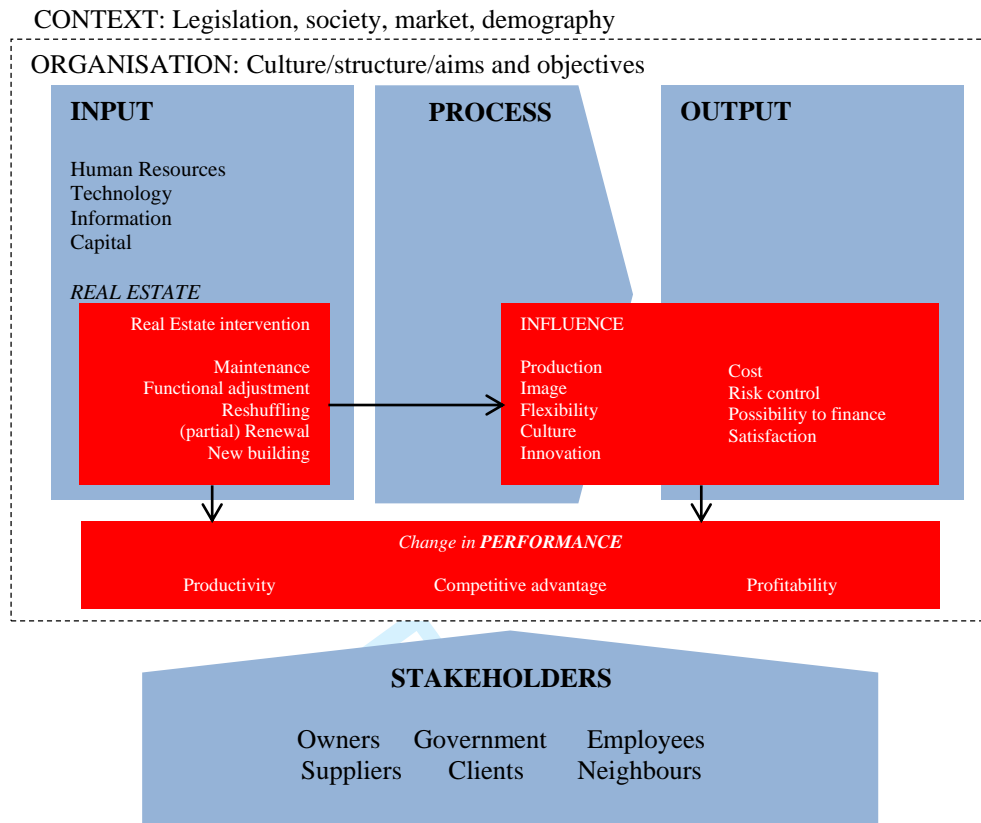 CONTEXT: Legislation, society, market, demography
ORGANISATION: Culture/structure/aims and objectives
INPUT
Human Resources
Technology
Information
Capital
REAL ESTATE
Real Estate intervention
Maintenance
Functional adjustment
Reshuffling
(partial) Renewal
New building
PROCESS
OUTPUT
INFLUENCE
Production
Image
Flexibility
Culture
Innovation
Cost
Risk control
Possibility to finance
Satisfaction
Change in PERFORMANCE
Productivity Competitive advantage Profitability
STAKEHOLDERS
Owners Government Employees
Suppliers Clients Neighbours